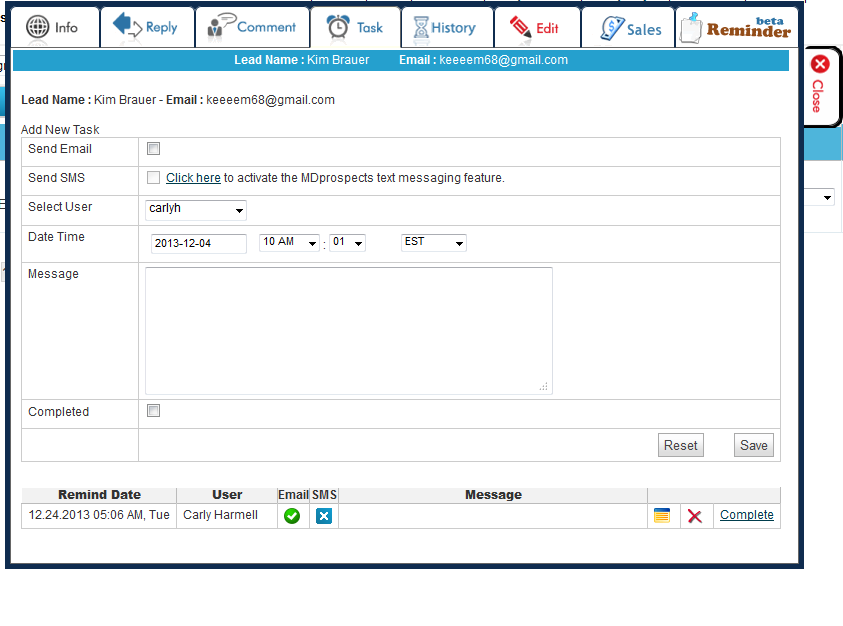 Info Reply Comment Task History Edit Sales beta Reminder
Lead Name : Kim Brauer Email : keeeem68@gmail.com
Close
Lead Name : Kim Brauer - Email : keeeem68@gmail.com
Add New Task
Send Email
Send SMS Click here to activate the MDprospects text messaging feature.
Select User carlyh
Date Time 2013-12-04 10 AM : 01 EST
Message
Completed
Reset Save
Remind Date User Email SMS Message
12.24.2013 05:06 AM, Tue Carly Harmell Complete